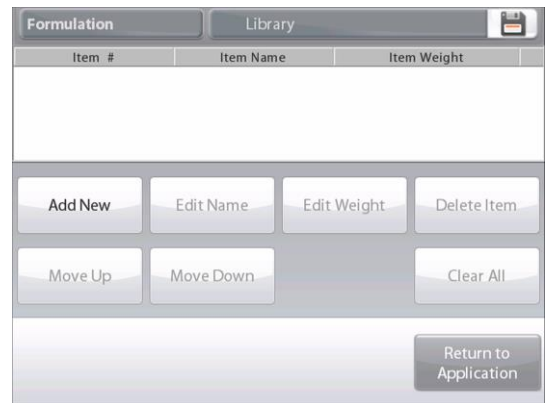 Formulation Library
Item # Item Name Item Weight
Add New Edit Name Edit Weight Delete Item
Move Up Move Down Clear All
Return to
Application